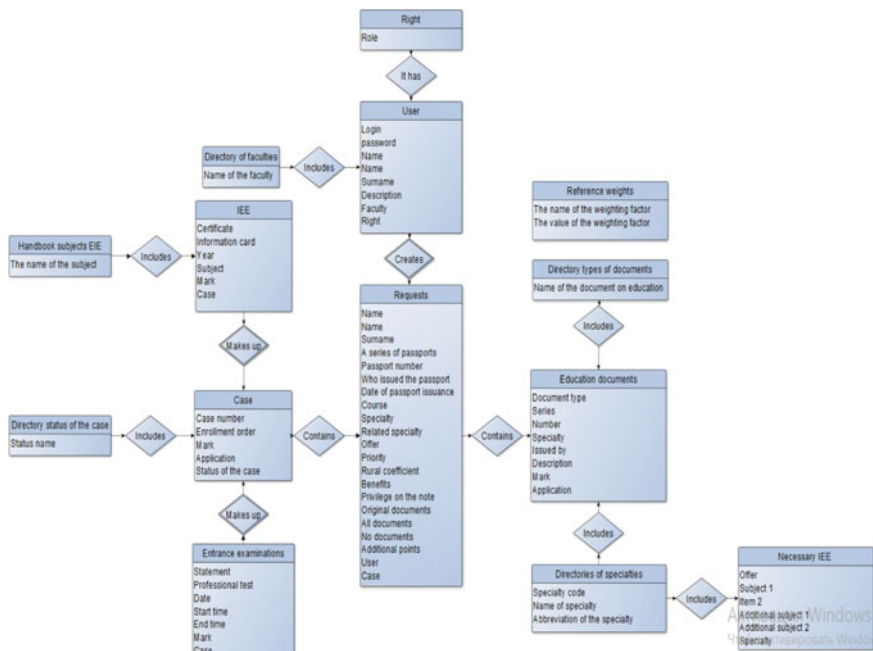 Right
Role
It has
User
Login
password
Name
Name
Surname
Description
Faculty
Right
Directory of faculties
Name of the faculty
Includes
Reference weights
The name of the weighting factor
The value of the weighting factor
IEE
Certificate
Information card
Year
Subject
Mark
Case
Handbook subjects EIE
The name of the subject
Includes
Creates
Directory types of documents
Name of the document on education
Includes
Requests
Name
Name
Surname
A series of passports
Passport number
Who issued the passport
Date of passport issuance
Course
Specialty
Related specialty
Offer
Priority
Rural coefficient
Benefits
Privilege on the note
Original documents
All documents
No documents
Additional points
User
Case
Makes up
Case
Case number
Enrollment order
Mark
Application
Status of the case
Directory status of the case
Status name
Includes
Contains
Contains
Education documents
Document type
Series
Number
Specialty
Issued by
Description
Mark
Application
Makes up
Includes
Entrance examinations
Statement
Professional test
Date
Start time
End time
Mark
Case
Directories of specialties
Specialty code
Name of specialty
Abbreviation of the specialty
Includes
Necessary IEE
Offer
Subject 1
Item 2
Additional subject 1
Additional subject 2
Specialty
Windows